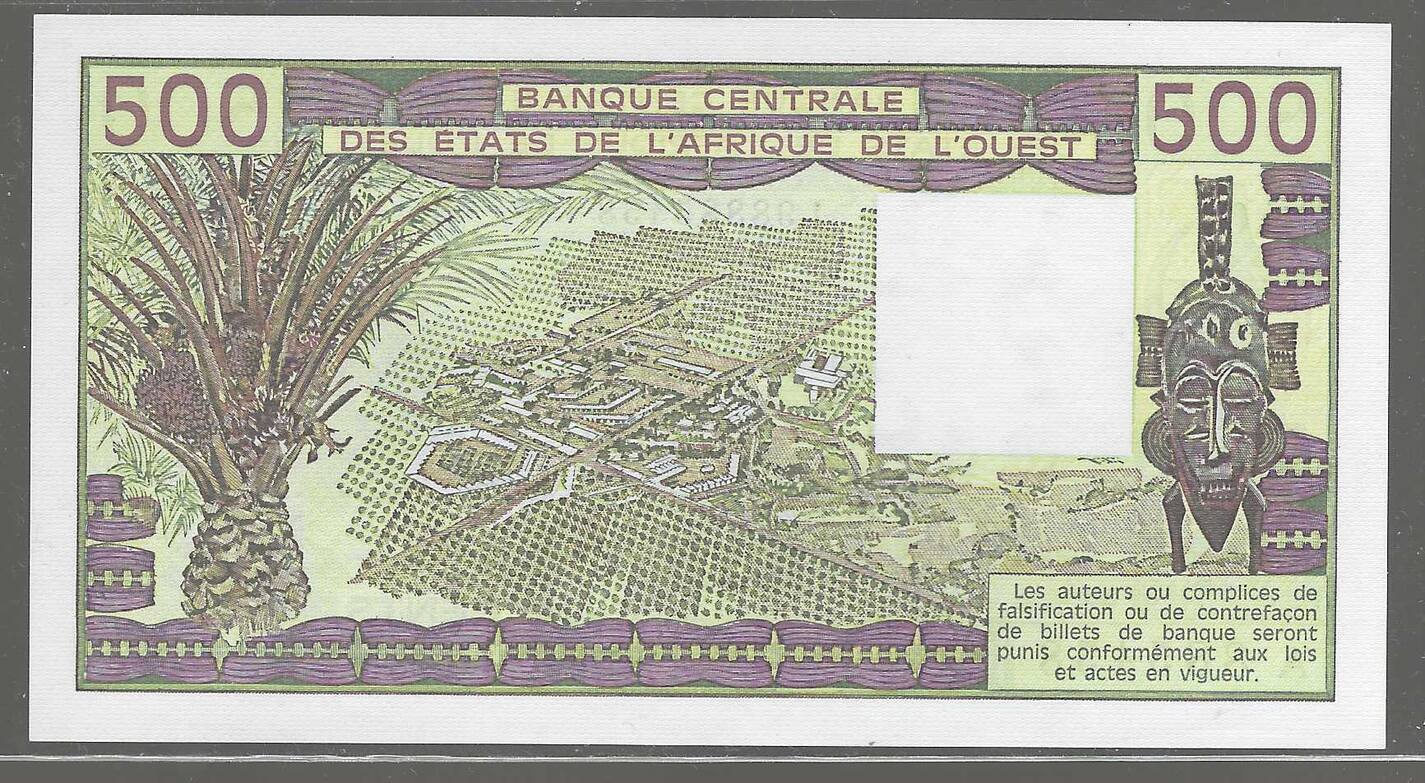 500
BANQUE CENTRALE
500
DES ÉTATS DE L'AFRIQUE DE L'OUEST
Les auteurs ou complices de
falsification ou de contrefaçon
de billets de banque seront
punis conformément aux lois
et actes en vigueur.